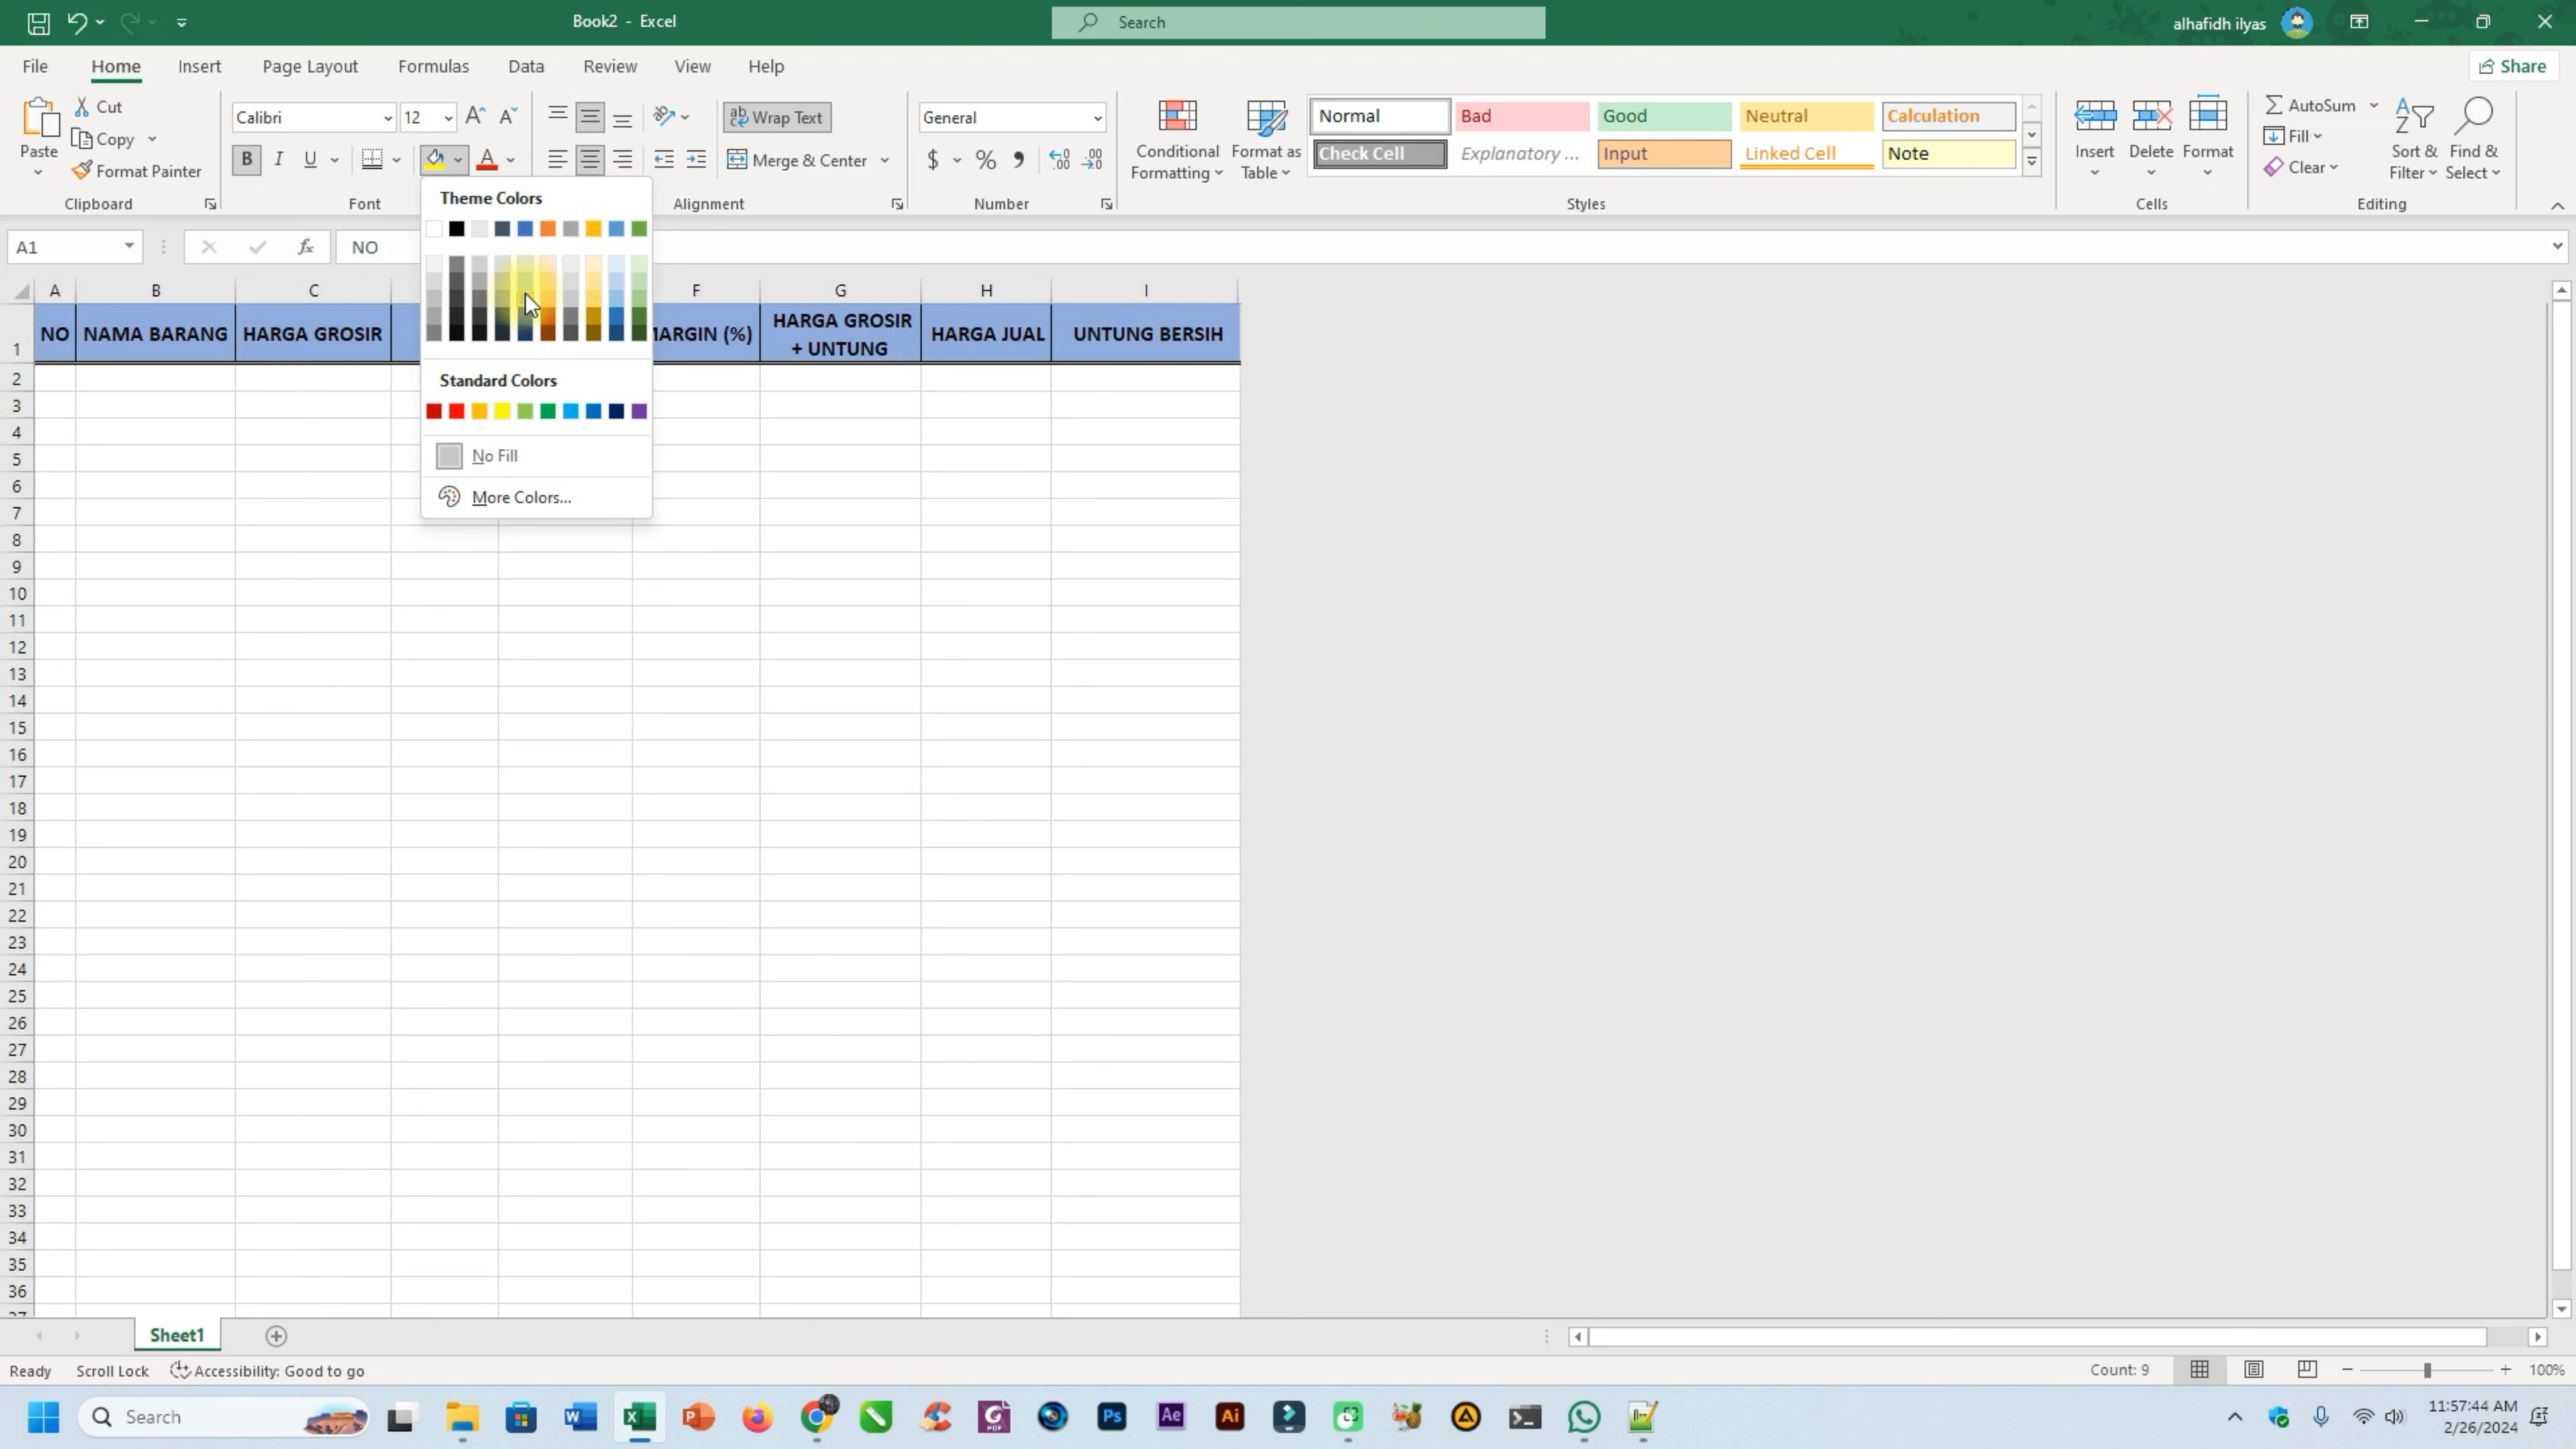 Book2 - Excel
Search
alhafidh ilyas
File Home Insert Page Layout Formulas Data Review View Help
Share
Paste
Cut
Copy
Format Painter
Clipboard
Calibri 12
B I U
Font
Wrap Text
Merge & Center
Alignment
General
$ % 9
Number
Conditional Formatting
Format as Table
Normal Bad Good Neutral Calculation
Check Cell Explanatory ... Input Linked Cell Note
Styles
Insert Delete Format
Cells
AutoSum
Fill
Clear
Sort & Filter
Find & Select
Editing
Theme Colors
Standard Colors
No Fill
More Colors...
A1 fx NO
A B C F G H I
1 NO NAMA BARANG HARGA GROSIR ARGIN (%) HARGA GROSIR + UNTUNG HARGA JUAL UNTUNG BERSIH
2
3
4
5
6
7
8
9
10
11
12
13
14
15
16
17
18
19
20
21
22
23
24
25
26
27
28
29
30
31
32
33
34
35
36
Sheet1
Ready Scroll Lock Accessibility: Good to go
Count: 9
100%
Search
W X P Ps Ae Ai
11:57:44 AM
2/26/2024